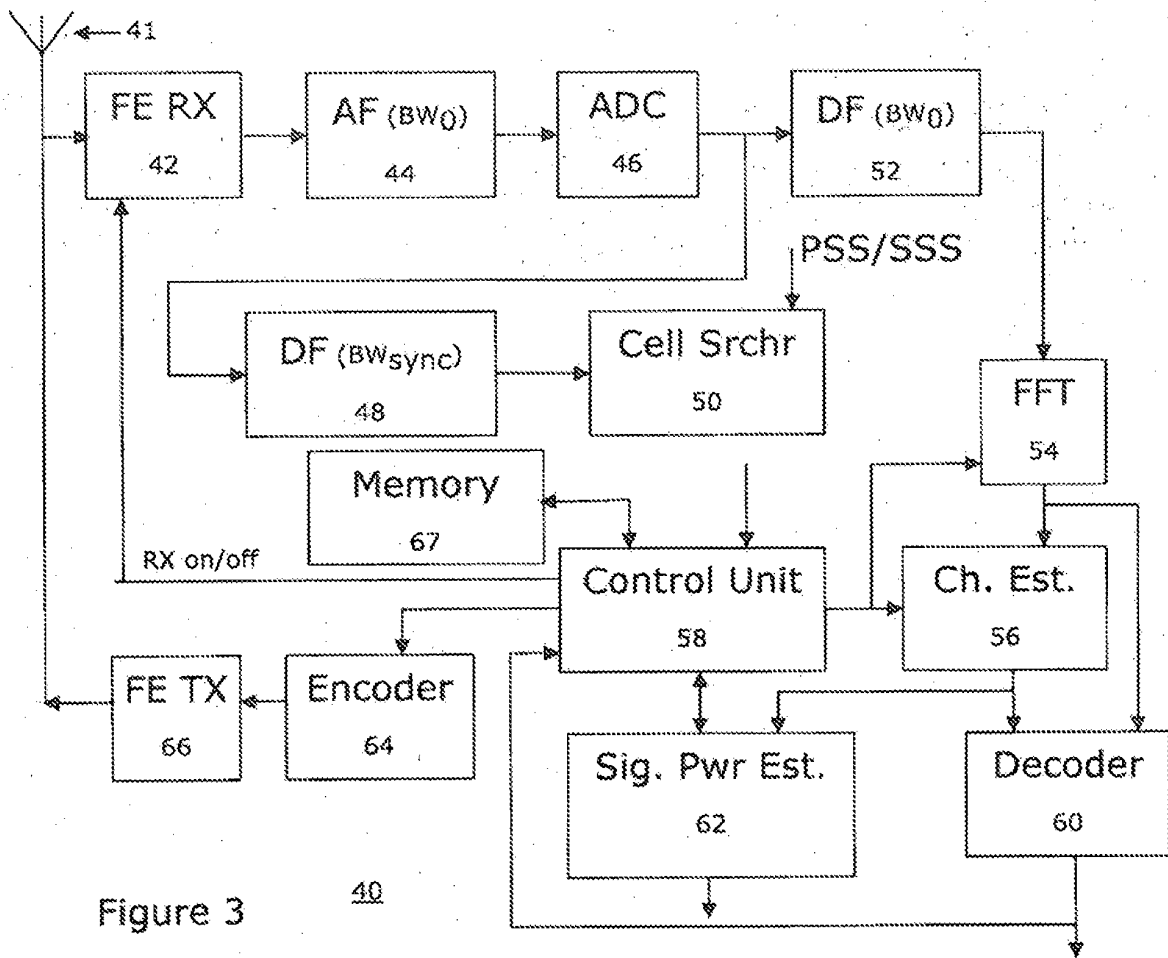 41
FE RX
42
AF (BW0)
44
ADC
46
DF (BW0)
52
PSS/SSS
DF (BWsync)
48
Cell Srchr
50
FFT
54
Memory
67
RX on/off
Control Unit
58
Ch. Est.
56
FE TX
66
Encoder
64
Sig. Pwr Est.
62
Decoder
60
Figure 3
40